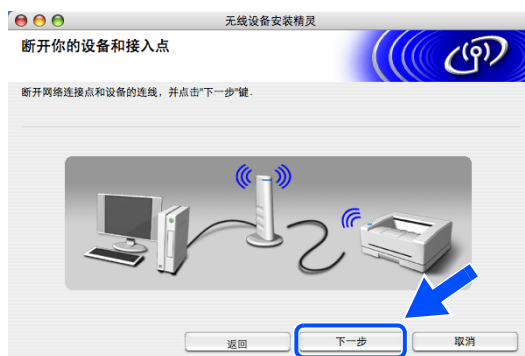 无线设备安装精灵
断开你的设备和接入点
断开网络连接点和设备的连线，并点击"下一步"键.
返回 下一步 取消